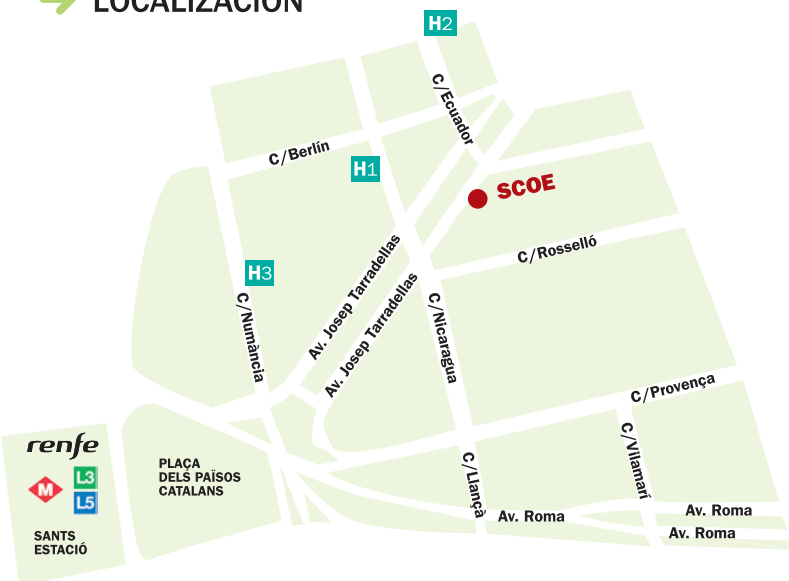 LOCALIZACIÓN
H2
C/Ecuador
C/Berlín
H1
SCOE
C/Rosselló
H3
Av. Josep Tarradellas
Av. Josep Tarradellas
C/Numància
C/Nicaragua
C/Provença
C/Vilamarí
C/Llançà
renfe
M
L3
L5
SANTS
ESTACIÓ
PLAÇA
DELS PAÏSOS
CATALANS
Av. Roma
Av. Roma
Av. Roma